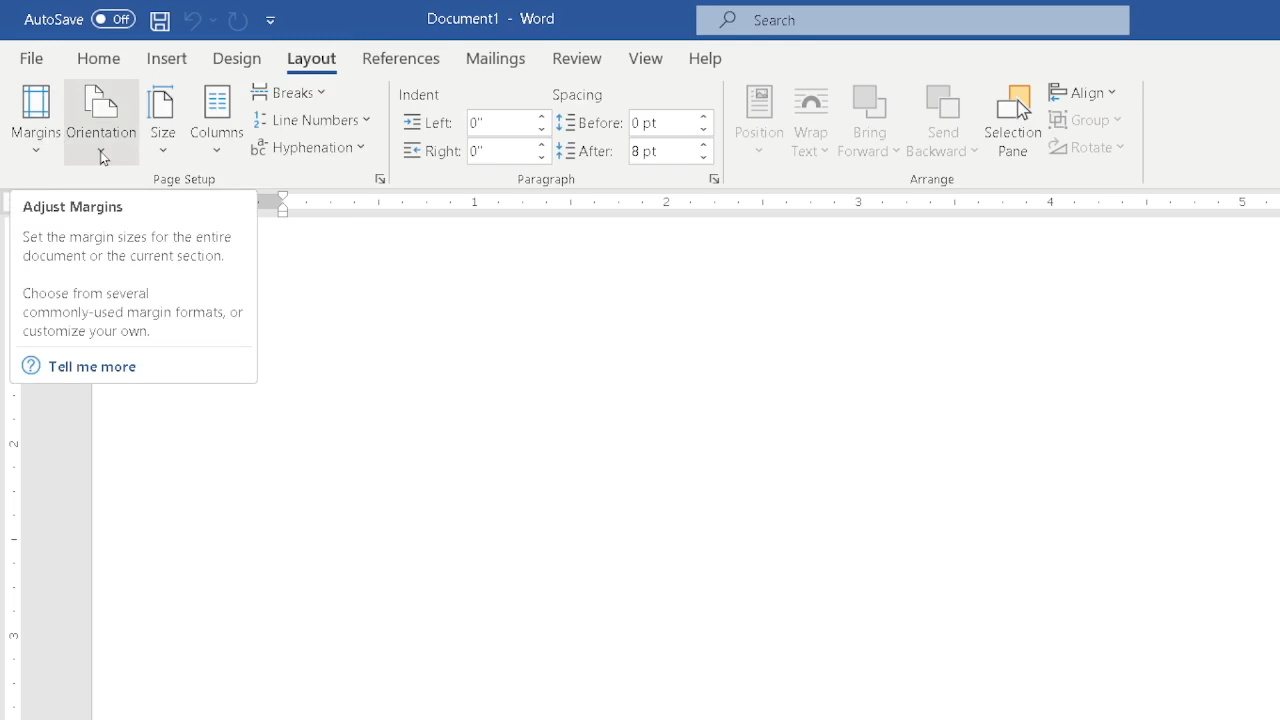 AutoSave Off Document1 - Word Search
File Home Insert Design Layout References Mailings Review View Help
Margins Orientation Size Columns
Breaks
Line Numbers
Hyphenation
Page Setup
Indent Spacing
Left: 0" Before: 0 pt
Right: 0" After: 8 pt
Paragraph
Position
Wrap
Text
Bring
Forward
Send
Backward
Selection
Pane
Align
Group
Rotate
Arrange
1 2 3 4 5
Adjust Margins
Set the margin sizes for the entire
document or the current section.
Choose from several
commonly-used margin formats, or
customize your own.
? Tell me more
2
3